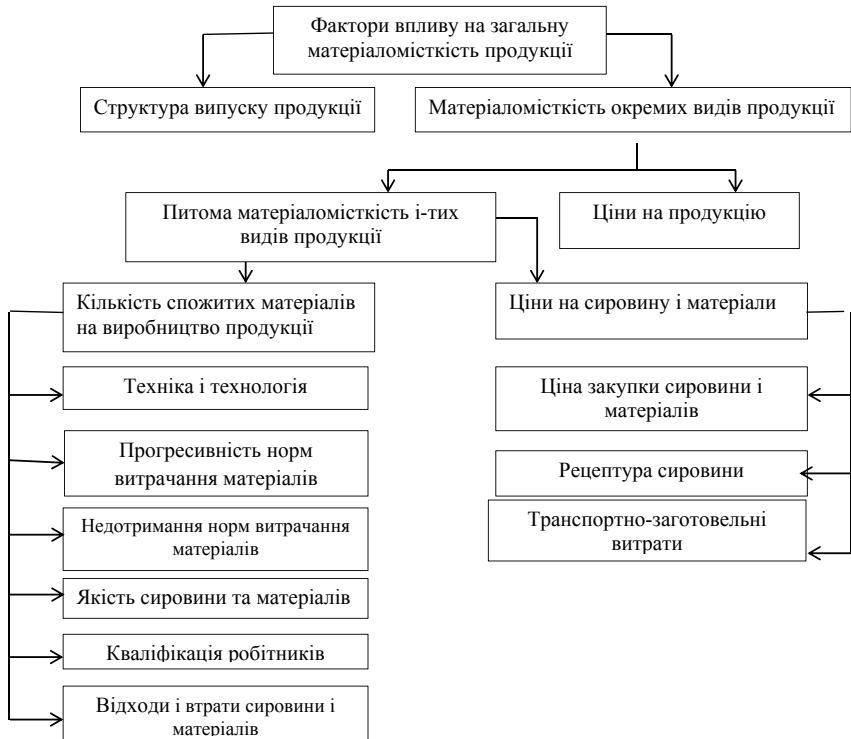 Фактори впливу на загальну
матеріаломісткість продукції
Структура випуску продукції
Матеріаломісткість окремих видів продукції
Питома матеріаломісткість і-тих
видів продукції
Ціни на продукцію
Кількість спожитих матеріалів
на виробництво продукції
Ціни на сировину і матеріали
Техніка і технологія
Ціна закупки сировини і
матеріалів
Прогресивність норм
витрачання матеріалів
Рецептура сировини
Недотримання норм витрачання
матеріалів
Транспортно-заготовельні
витрати
Якість сировини та матеріалів
Кваліфікація робітників
Відходи і втрати сировини і
матеріалів